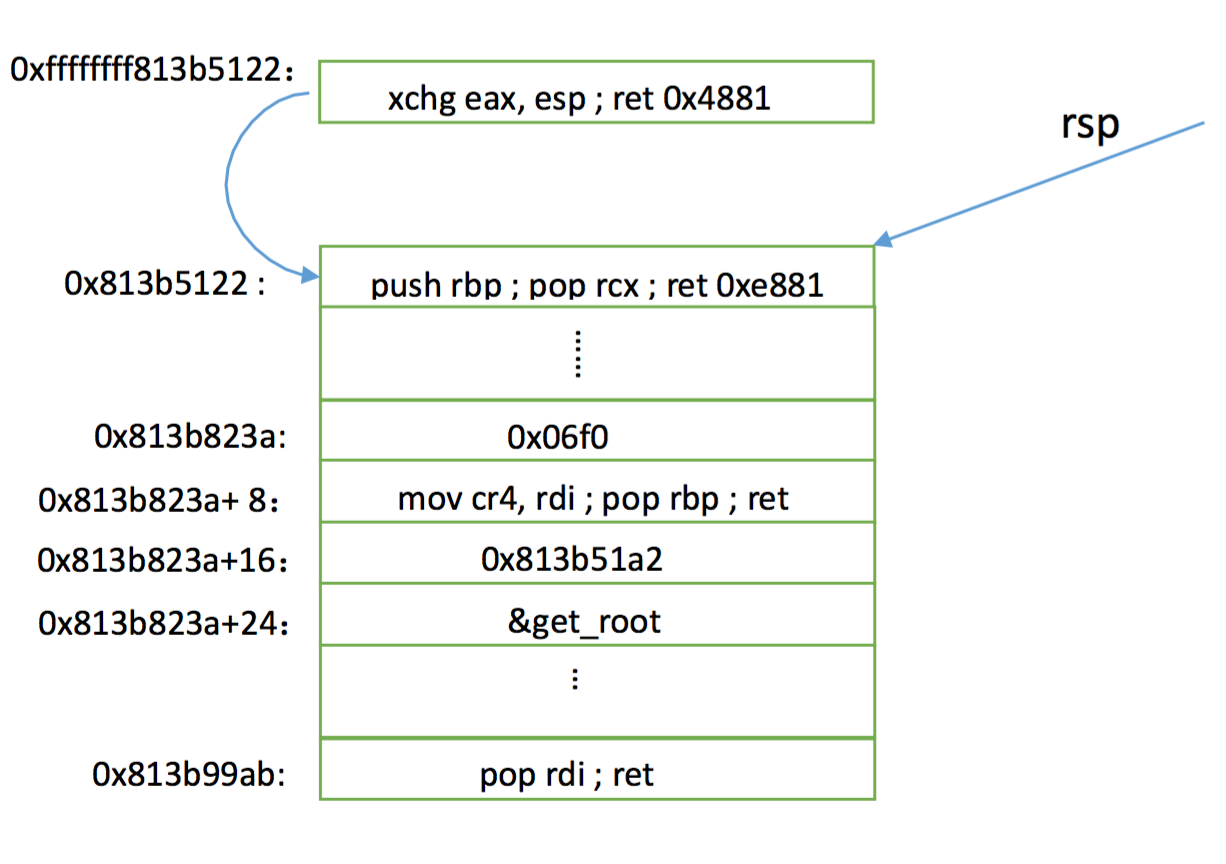 0xffffffff813b5122: xchg eax, esp ; ret 0x4881
rsp
0x813b5122 : push rbp ; pop rcx ; ret 0xe881
⋮
0x813b823a: 0x06f0
0x813b823a+ 8: mov cr4, rdi ; pop rbp ; ret
0x813b823a+16: 0x813b51a2
0x813b823a+24: &get_root
⋮
0x813b99ab: pop rdi ; ret